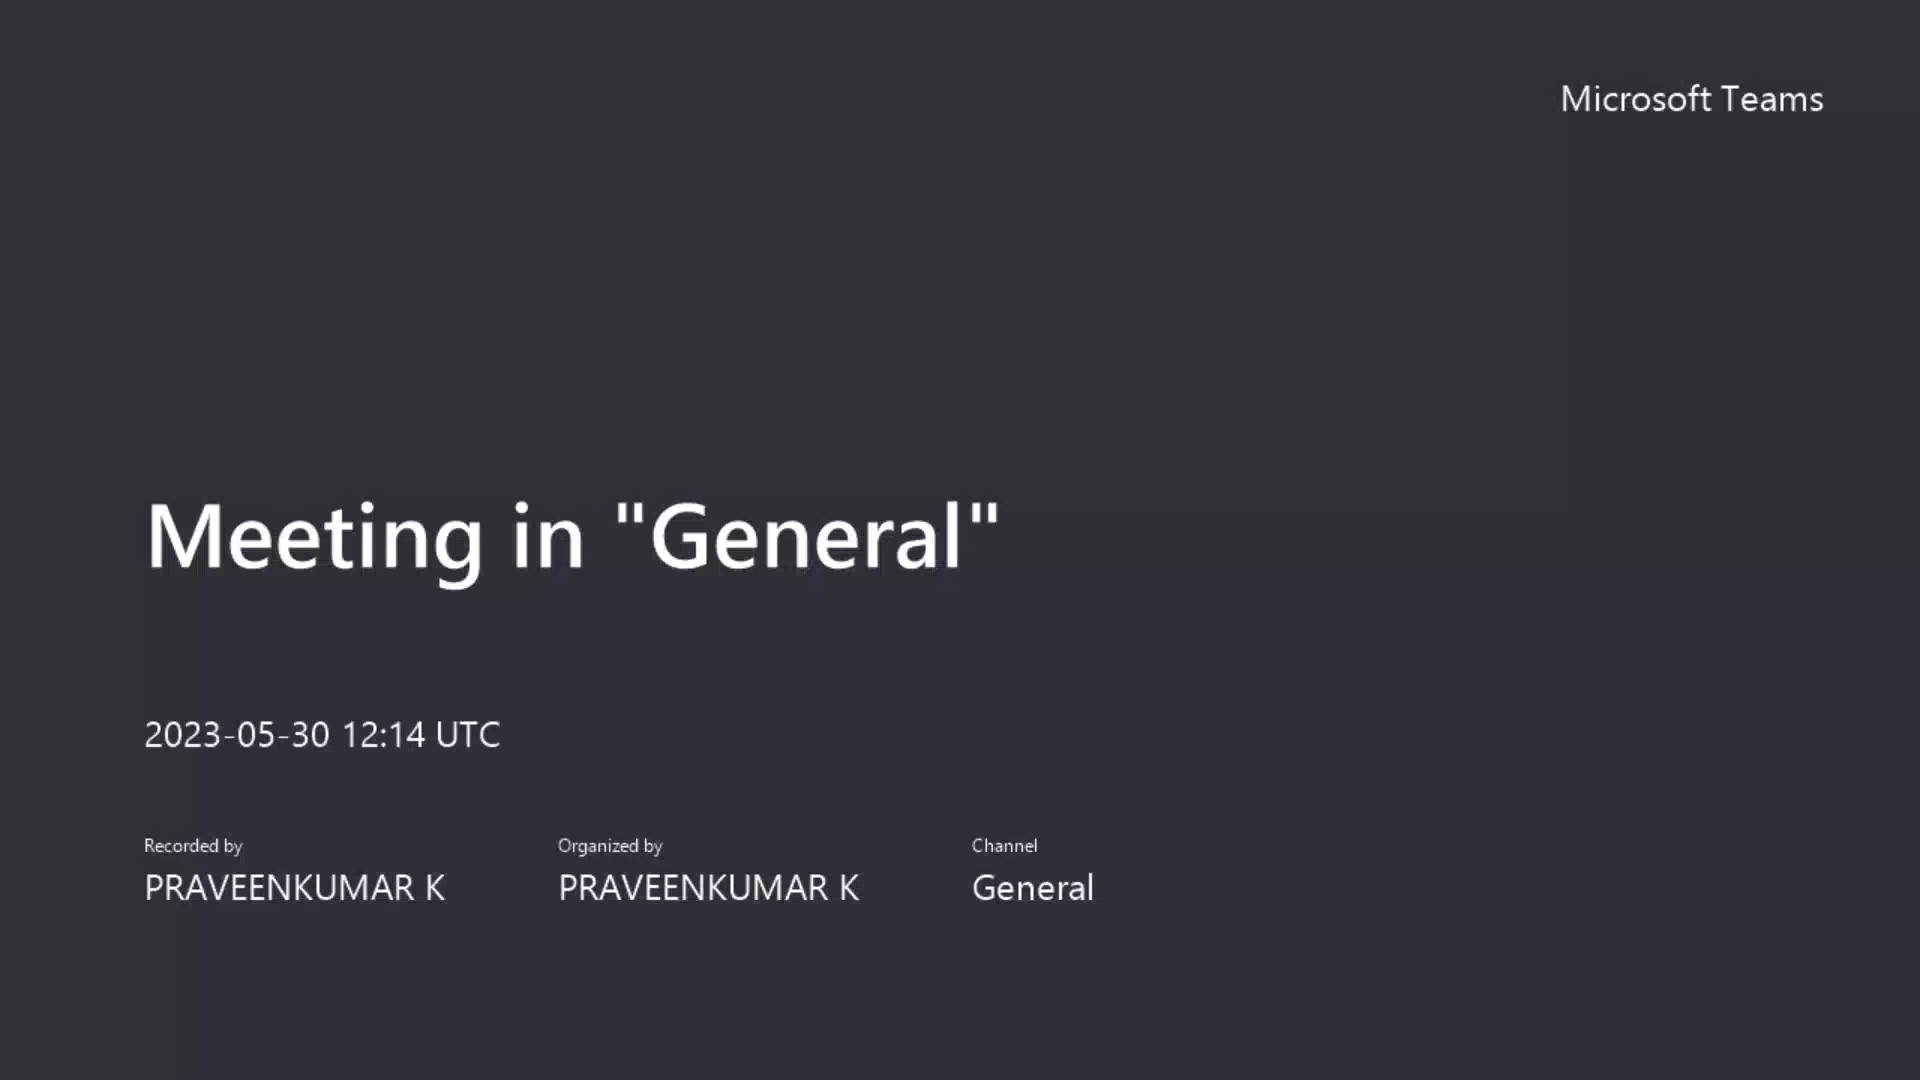 Microsoft Teams
Meeting in "General"
2023-05-30 12:14 UTC
Recorded by Organized by Channel
PRAVEENKUMAR K PRAVEENKUMAR K General